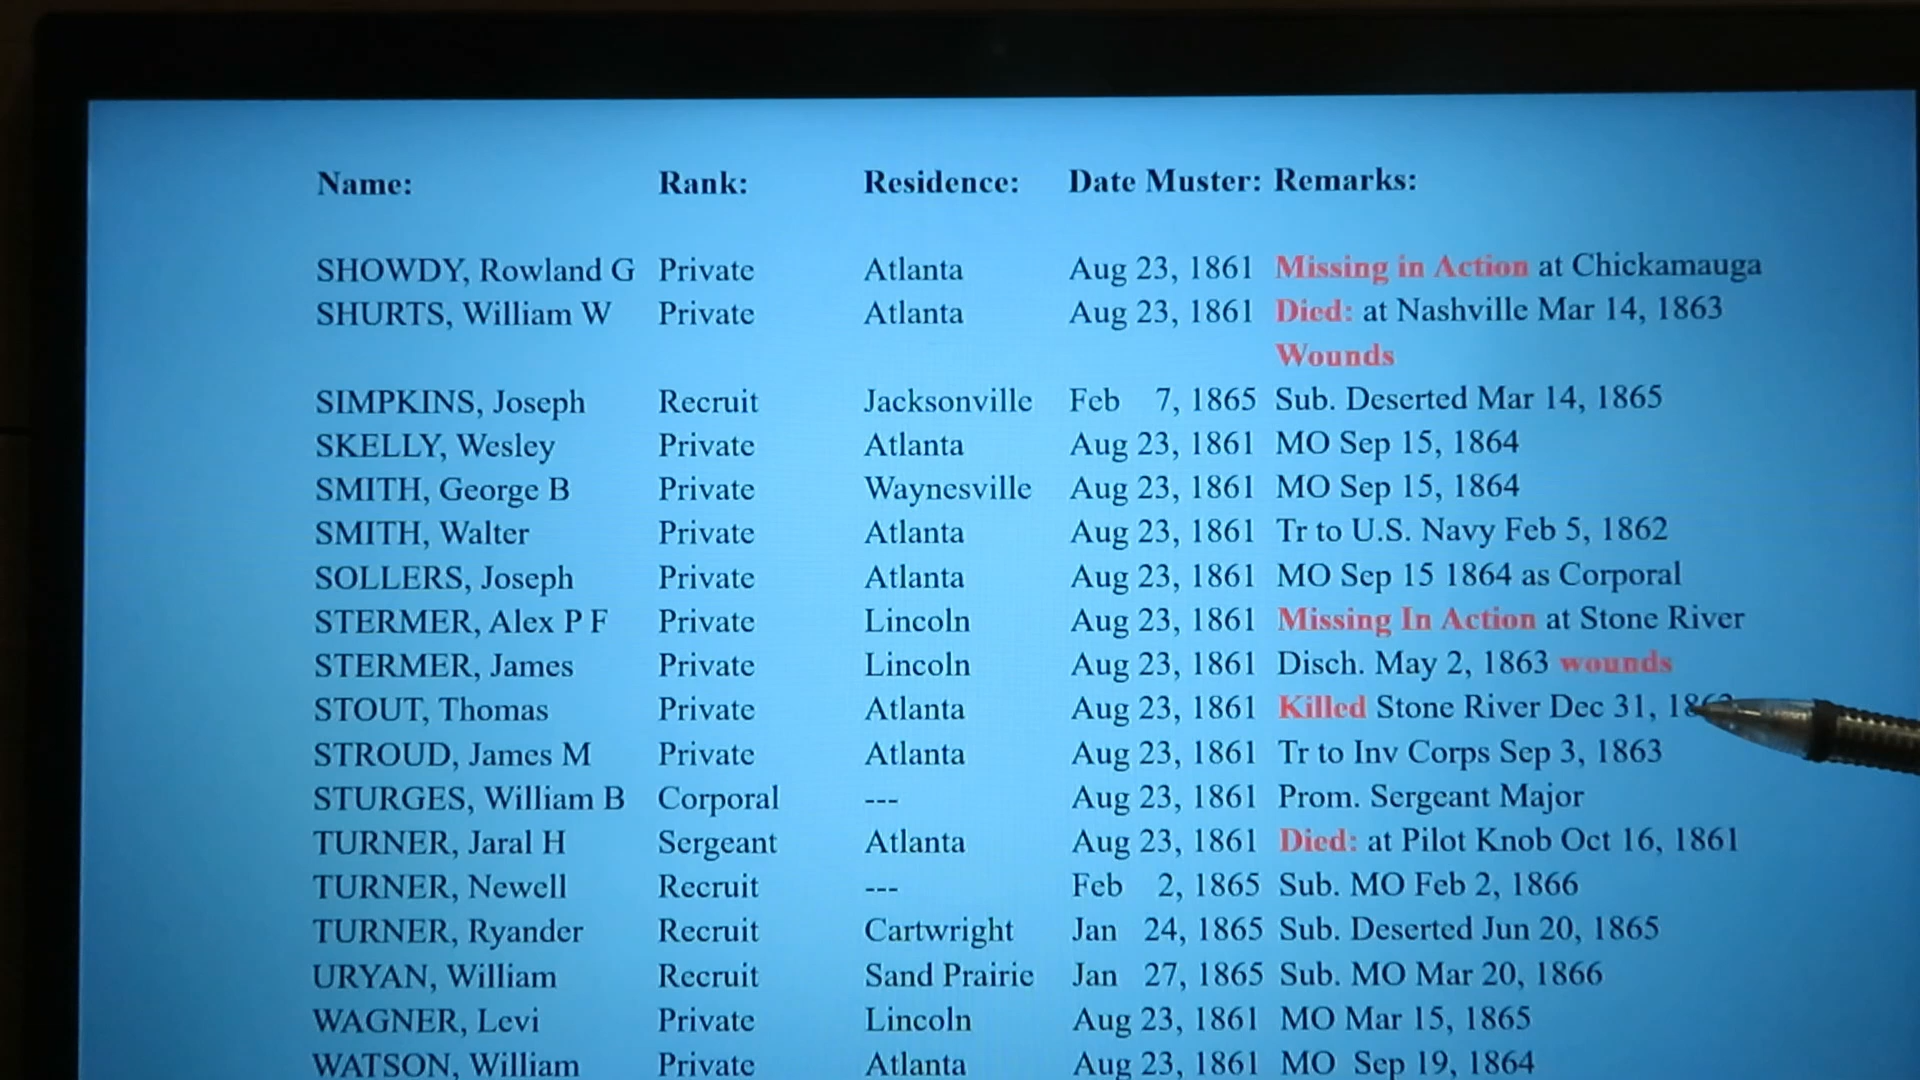 Name: Rank: Residence: Date Muster: Remarks:
SHOWDY, Rowland G Private Atlanta Aug 23, 1861 Missing in Action at Chickamauga
SHURTS, William W Private Atlanta Aug 23, 1861 Died: at Nashville Mar 14, 1863
Wounds
SIMPKINS, Joseph Recruit Jacksonville Feb 7, 1865 Sub. Deserted Mar 14, 1865
SKELLY, Wesley Private Atlanta Aug 23, 1861 MO Sep 15, 1864
SMITH, George B Private Waynesville Aug 23, 1861 MO Sep 15, 1864
SMITH, Walter Private Atlanta Aug 23, 1861 Tr to U.S. Navy Feb 5, 1862
SOLLERS, Joseph Private Atlanta Aug 23, 1861 MO Sep 15 1864 as Corporal
STERMER, Alex P F Private Lincoln Aug 23, 1861 Missing In Action at Stone River
STERMER, James Private Lincoln Aug 23, 1861 Disch. May 2, 1863 wounds
STOUT, Thomas Private Atlanta Aug 23, 1861 Killed Stone River Dec 31,
STROUD, James M Private Atlanta Aug 23, 1861 Tr to Inv Corps Sep 3, 1863
STURGES, William B Corporal --- Aug 23, 1861 Prom. Sergeant Major
TURNER, Jaral H Sergeant Atlanta Aug 23, 1861 Died: at Pilot Knob Oct 16, 1861
TURNER, Newell Recruit --- Feb 2, 1865 Sub. MO Feb 2, 1866
TURNER, Ryander Recruit Cartwright Jan 24, 1865 Sub. Deserted Jun 20, 1865
URYAN, William Recruit Sand Prairie Jan 27, 1865 Sub. MO Mar 20, 1866
WAGNER, Levi Private Lincoln Aug 23, 1861 MO Mar 15, 1865
WATSON, William Private Atlanta Aug 23, 1861 MO Sep 19, 1864